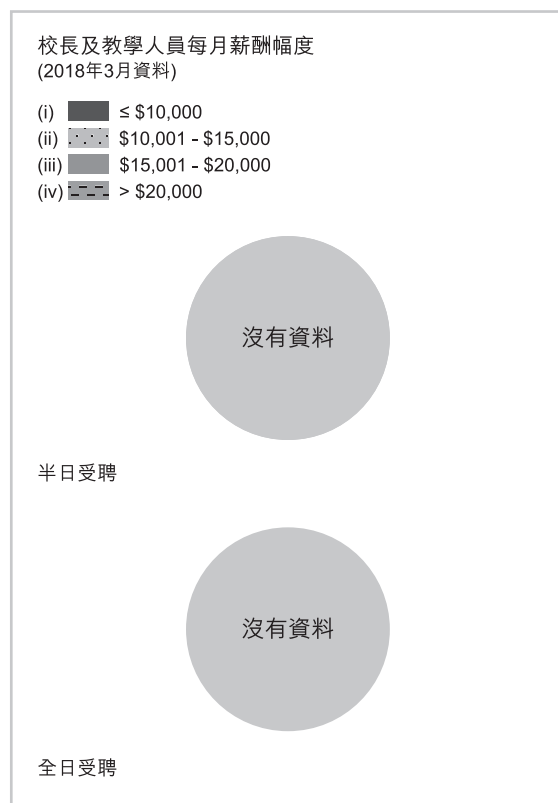 校長及教學人員每月薪酬幅度
(2018年3月資料)
(i) ≤ $10,000
(ii) $10,001 - $15,000
(iii) $15,001 - $20,000
(iv) > $20,000
沒有資料
半日受聘
沒有資料
全日受聘